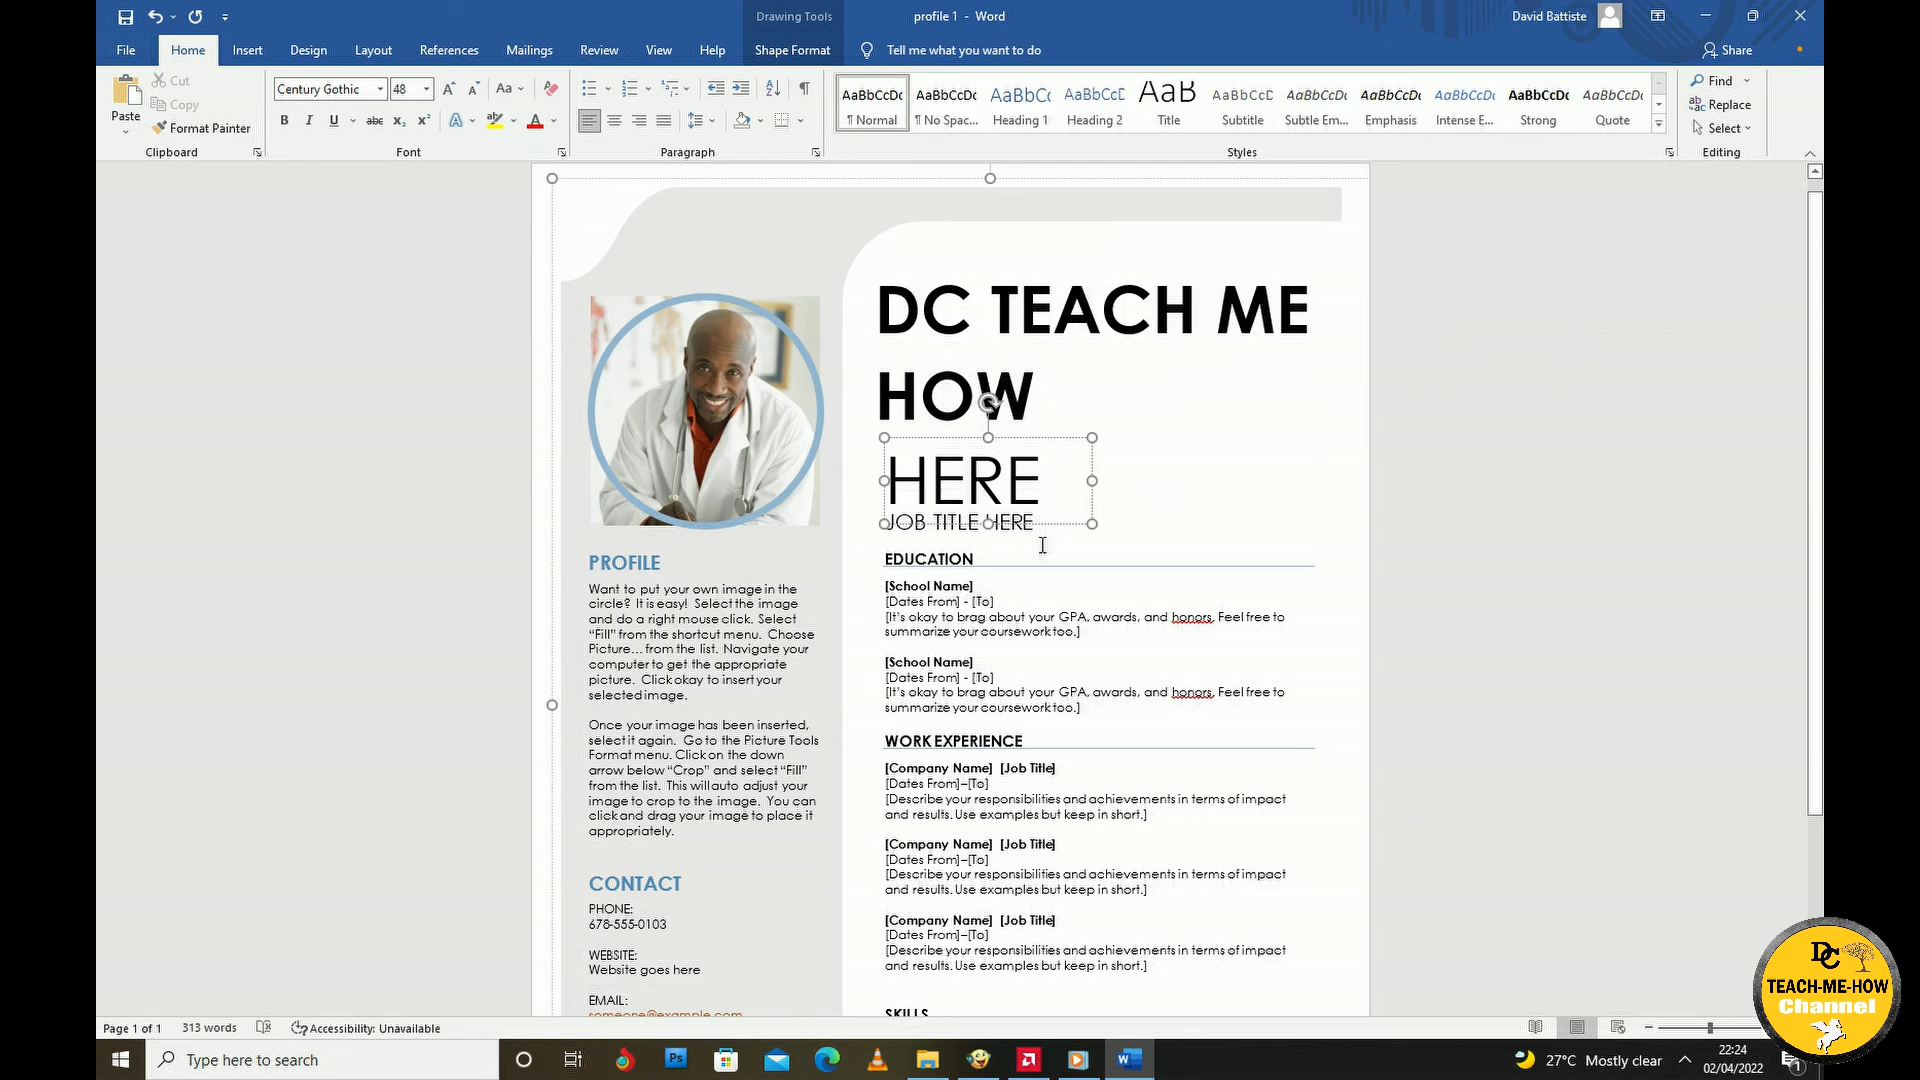 Drawing Tools
profile 1 - Word
David Battiste
File
Home
Insert
Design
Layout
References
Mailings
Review
View
Help
Shape Format
Tell me what you want to do
Share
Paste
Cut
Copy
Format Painter
Clipboard
Century Gothic
48
Font
Paragraph
AaBbCcDc
¶ Normal
AaBbCcDc
¶ No Spac...
AaBbCc
Heading 1
AaBbCcD
Heading 2
AaB
Title
AaBbCcD
Subtitle
AaBbCcDc
Subtle Em...
AaBbCcDc
Emphasis
AaBbCcDc
Intense E...
AaBbCcDc
Strong
AaBbCcDc
Quote
Styles
Find
Replace
Select
Editing
DC TEACH ME
HOW
HERE
JOB TITLE HERE
PROFILE
Want to put your own image in the
circle? It is easy! Select the image
and do a right mouse click. Select
“Fill” from the shortcut menu. Choose
Picture… from the list. Navigate your
computer to get the appropriate
picture. Click okay to insert your
selected image.
Once your image has been inserted,
select it again. Go to the Picture Tools
Format menu. Click on the down
arrow below “Crop” and select “Fill”
from the list. This will auto adjust your
image to crop to the image. You can
click and drag your image to place it
appropriately.
CONTACT
PHONE:
678-555-0103
WEBSITE:
Website goes here
EMAIL:
someone@example.com
EDUCATION
[School Name]
[Dates From] - [To]
[It’s okay to brag about your GPA, awards, and honors. Feel free to
summarize your coursework too.]
[School Name]
[Dates From] - [To]
[It’s okay to brag about your GPA, awards, and honors. Feel free to
summarize your coursework too.]
WORK EXPERIENCE
[Company Name] [Job Title]
[Dates From]–[To]
[Describe your responsibilities and achievements in terms of impact
and results. Use examples but keep in short.]
[Company Name] [Job Title]
[Dates From]–[To]
[Describe your responsibilities and achievements in terms of impact
and results. Use examples but keep in short.]
[Company Name] [Job Title]
[Dates From]–[To]
[Describe your responsibilities and achievements in terms of impact
and results. Use examples but keep in short.]
SKILLS
DC
TEACH-ME-HOW
Channel
Page 1 of 1
313 words
Accessibility: Unavailable
Type here to search
27°C Mostly clear
22:24
02/04/2022